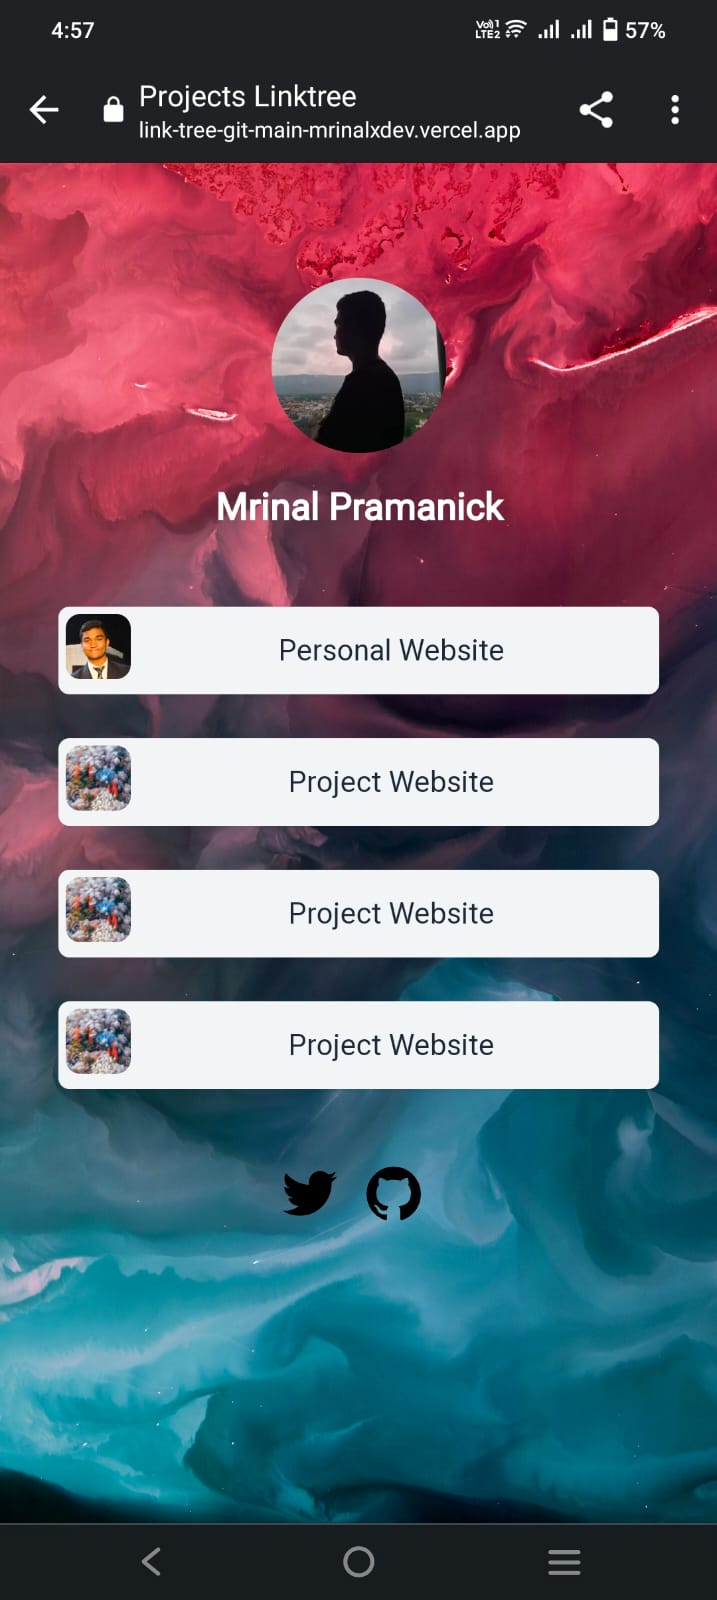 4:57
Vo))1
LTE2
57%
Projects Linktree
link-tree-git-main-mrinalxdev.vercel.app
Mrinal Pramanick
Personal Website
Project Website
Project Website
Project Website